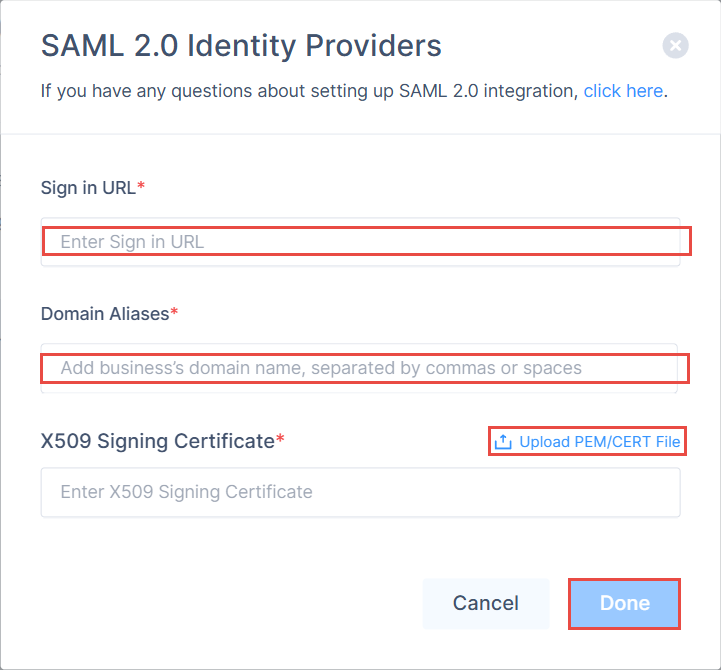 SAML 2.0 Identity Providers
If you have any questions about setting up SAML 2.0 integration, click here.
Sign in URL*
Enter Sign in URL
Domain Aliases*
Add business’s domain name, separated by commas or spaces
X509 Signing Certificate*
Upload PEM/CERT File
Enter X509 Signing Certificate
Cancel
Done